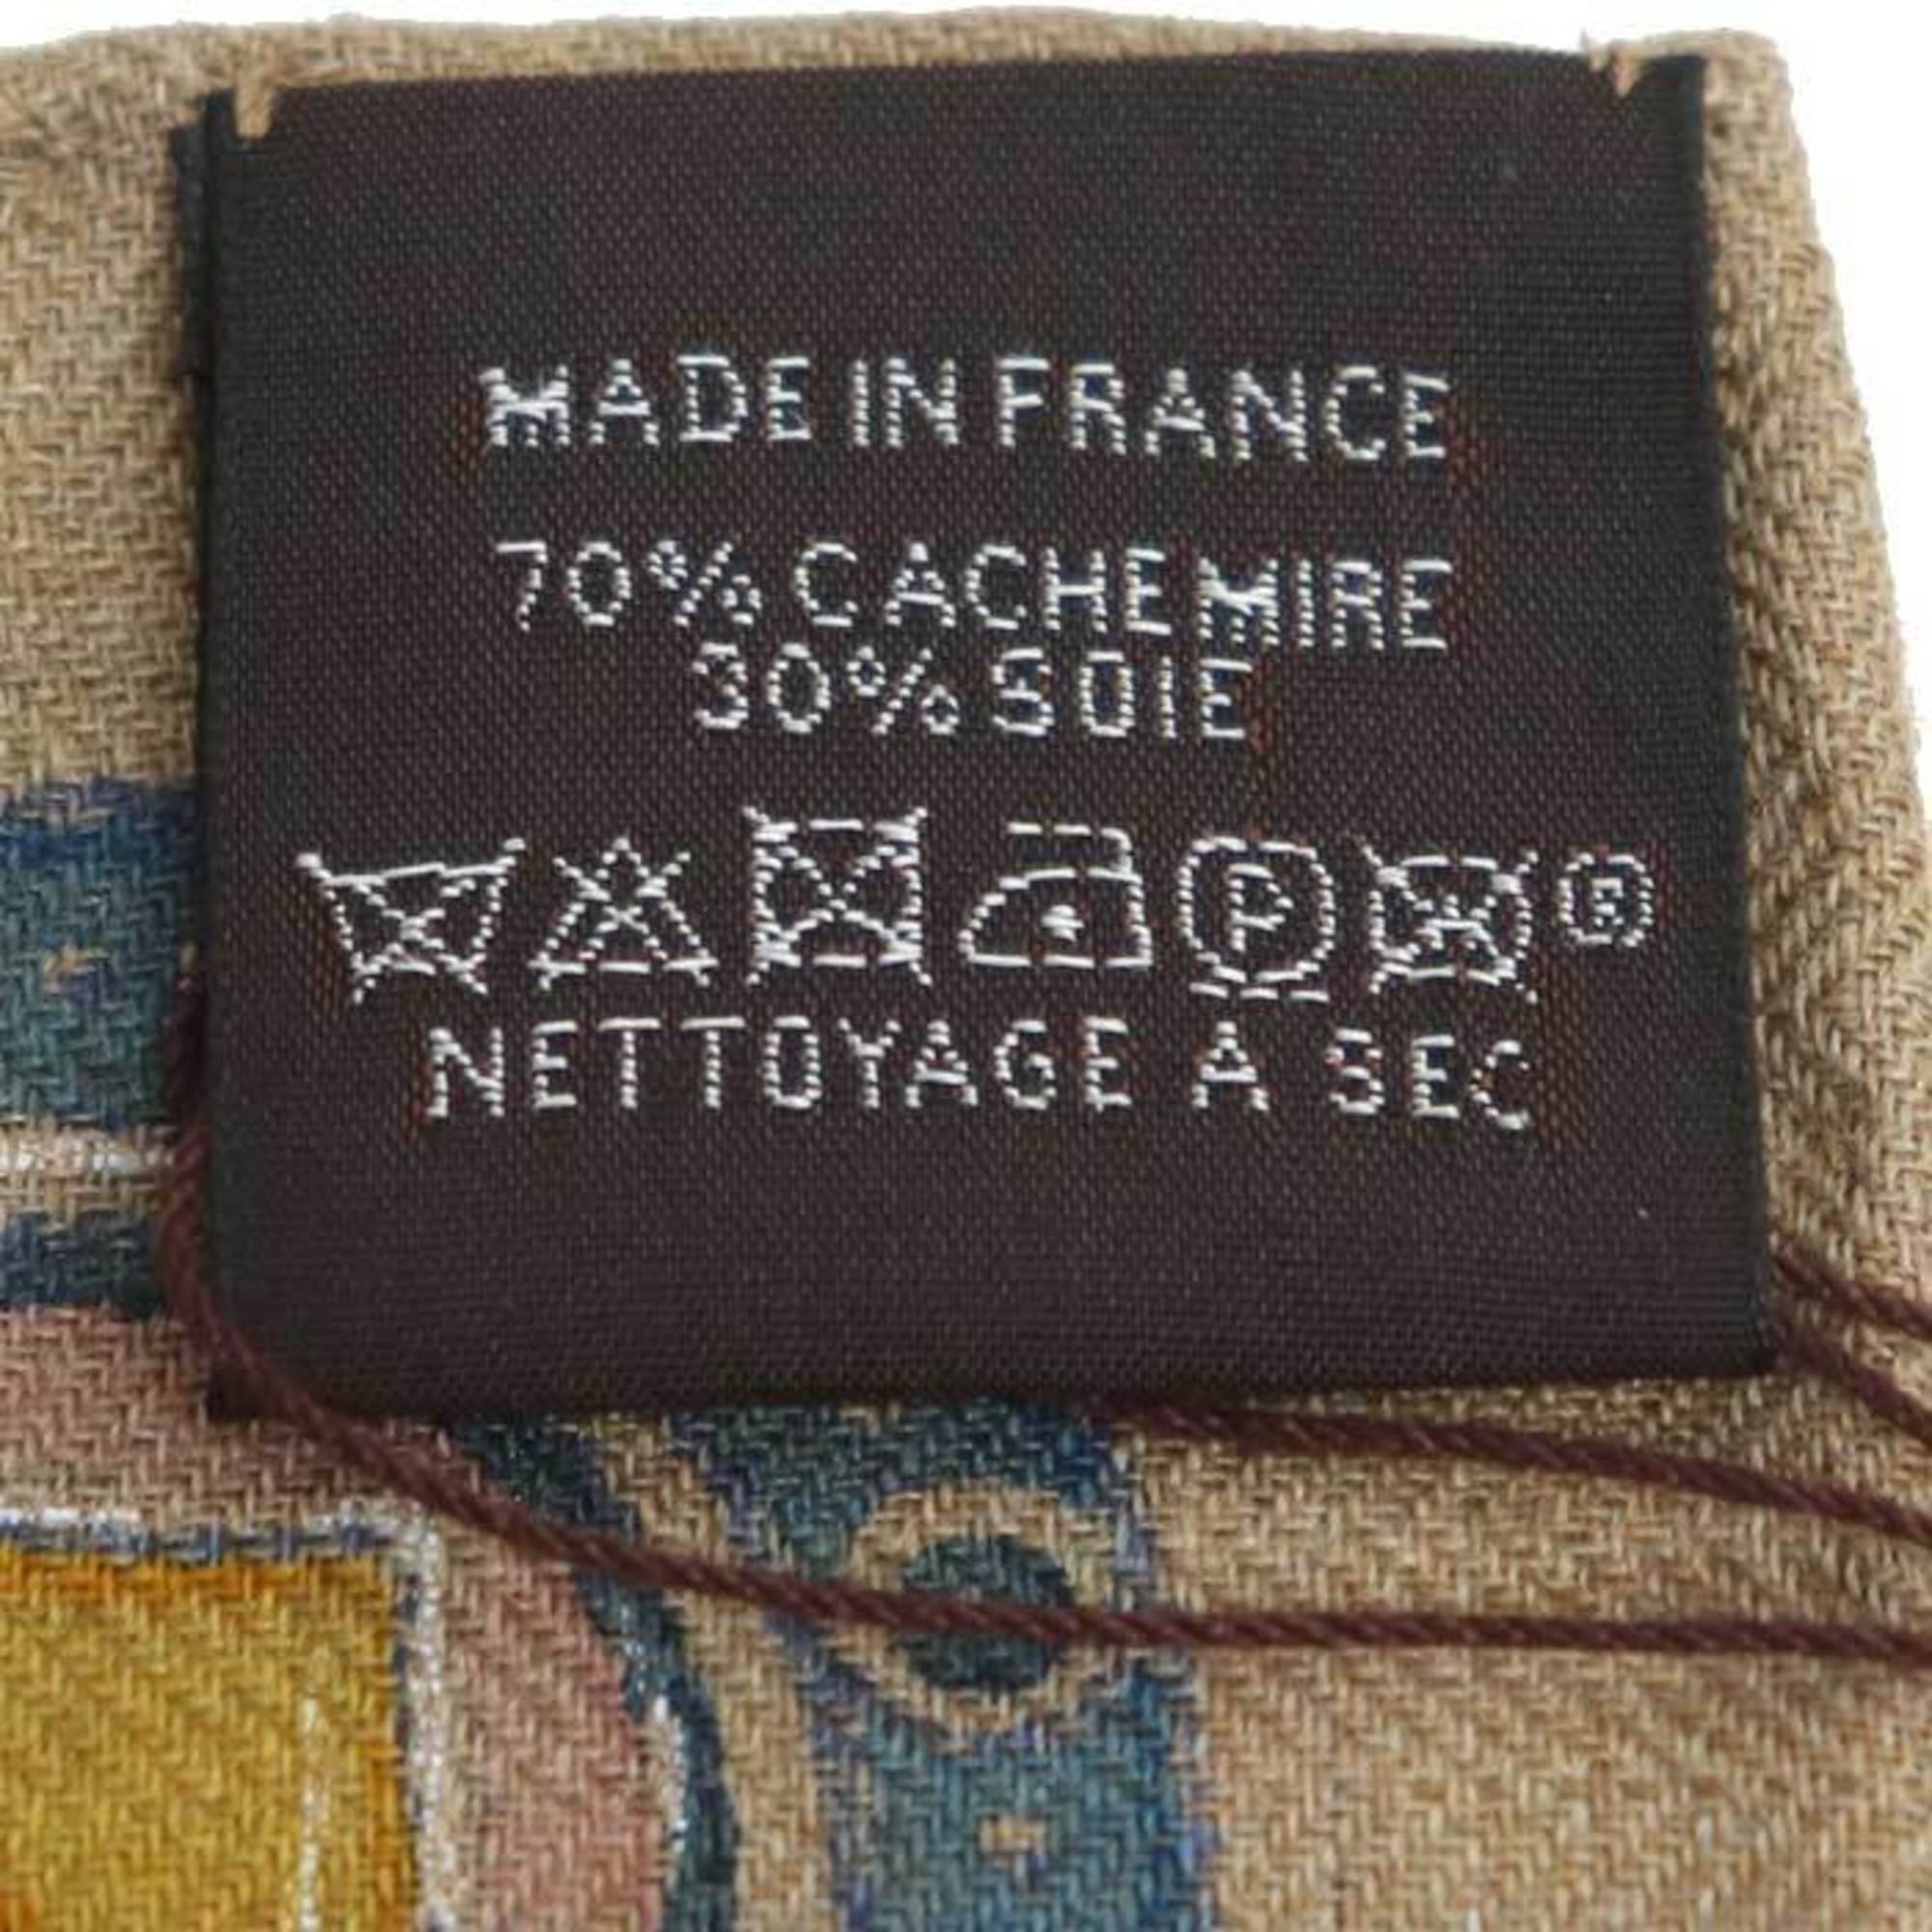 MADE IN FRANCE
70% CACHEMIRE
30% SOIE
P ®
NETTOYAGE A SEC